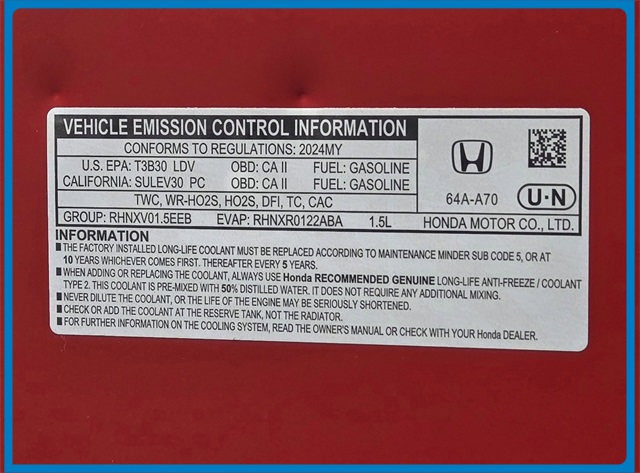 VEHICLE EMISSION CONTROL INFORMATION
CONFORMS TO REGULATIONS: 2024MY
U.S. EPA: T3B30 LDV OBD: CA II FUEL: GASOLINE
CALIFORNIA: SULEV30 PC OBD: CA II FUEL: GASOLINE
TWC, WR-HO2S, HO2S, DFI, TC, CAC
GROUP: RHNXV01.5EEB EVAP: RHNXR0122ABA 1.5L
64A-A70
U·N
HONDA MOTOR CO., LTD.
INFORMATION
THE FACTORY INSTALLED LONG-LIFE COOLANT MUST BE REPLACED ACCORDING TO MAINTENANCE MINDER SUB CODE 5, OR AT
10 YEARS WHICHEVER COMES FIRST. THEREAFTER EVERY 5 YEARS.
WHEN ADDING OR REPLACING THE COOLANT, ALWAYS USE Honda RECOMMENDED GENUINE LONG-LIFE ANTI-FREEZE / COOLANT
TYPE 2. THIS COOLANT IS PRE-MIXED WITH 50% DISTILLED WATER. IT DOES NOT REQUIRE ANY ADDITIONAL MIXING.
NEVER DILUTE THE COOLANT, OR THE LIFE OF THE ENGINE MAY BE SERIOUSLY SHORTENED.
CHECK OR ADD THE COOLANT AT THE RESERVE TANK, NOT THE RADIATOR.
FOR FURTHER INFORMATION ON THE COOLING SYSTEM, READ THE OWNER'S MANUAL OR CHECK WITH YOUR Honda DEALER.